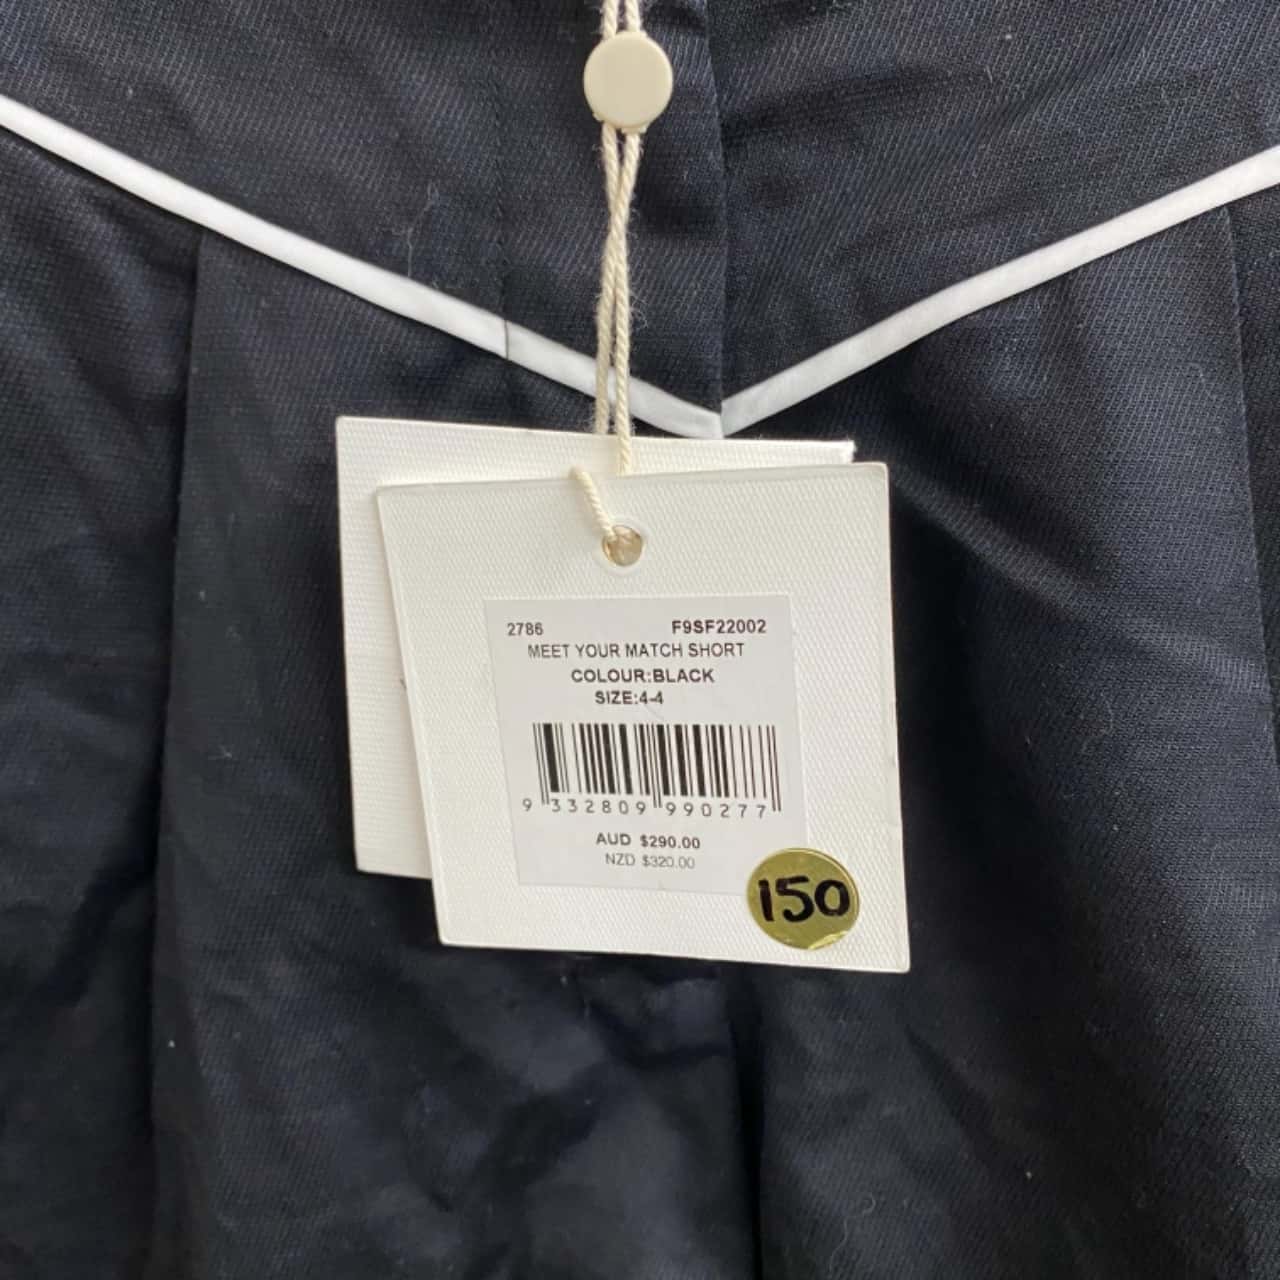 2786 F9SF22002
MEET YOUR MATCH SHORT
COLOUR:BLACK
SIZE:4-4
9 332809 990277
AUD $290.00
NZD $320.00
150